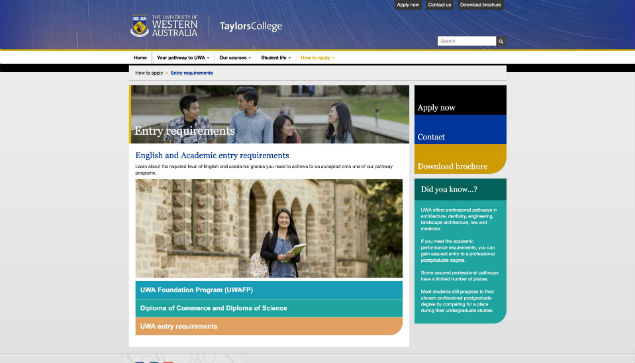 Apply now
Contact us
Download brochure
THE UNIVERSITY OF
WESTERN
AUSTRALIA
TaylorsCollege
Search
Home
Your pathway to UWA
Our courses
Student life
How to apply
How to apply
Entry requirements
Entry requirements
Apply now
Contact
Download brochure
English and Academic entry requirements
Learn about the required level of English and academic grades you need to achieve to be accepted onto one of our pathway
programs.
Did you know...?
UWA offers professional pathways in
architecture, dentistry, engineering,
landscape architecture, law and
medicine.
If you meet the academic
performance requirements, you can
gain assured entry to a professional
postgraduate degree.
Some assured professional pathways
have a limited number of places.
Most students still progress to their
chosen professional postgraduate
degree by competing for a place
during their undergraduate studies.
UWA Foundation Program (UWAFP)
Diploma of Commerce and Diploma of Science
UWA entry requirements